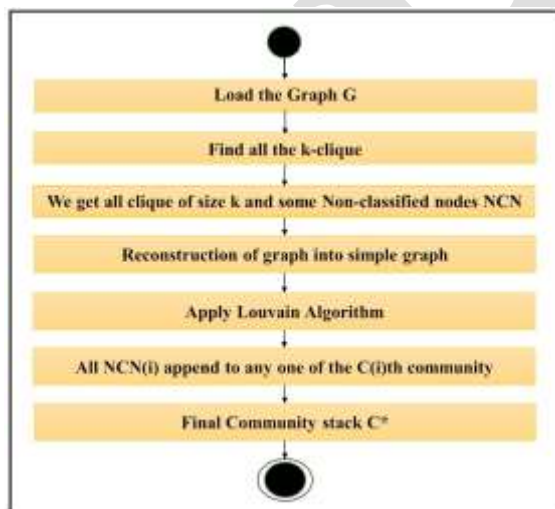 Load the Graph G
Find all the k-clique
We get all clique of size k and some Non-classified nodes NCN
Reconstruction of graph into simple graph
Apply Louvain Algorithm
All NCN(i) append to any one of the C(i)th community
Final Community stack C*